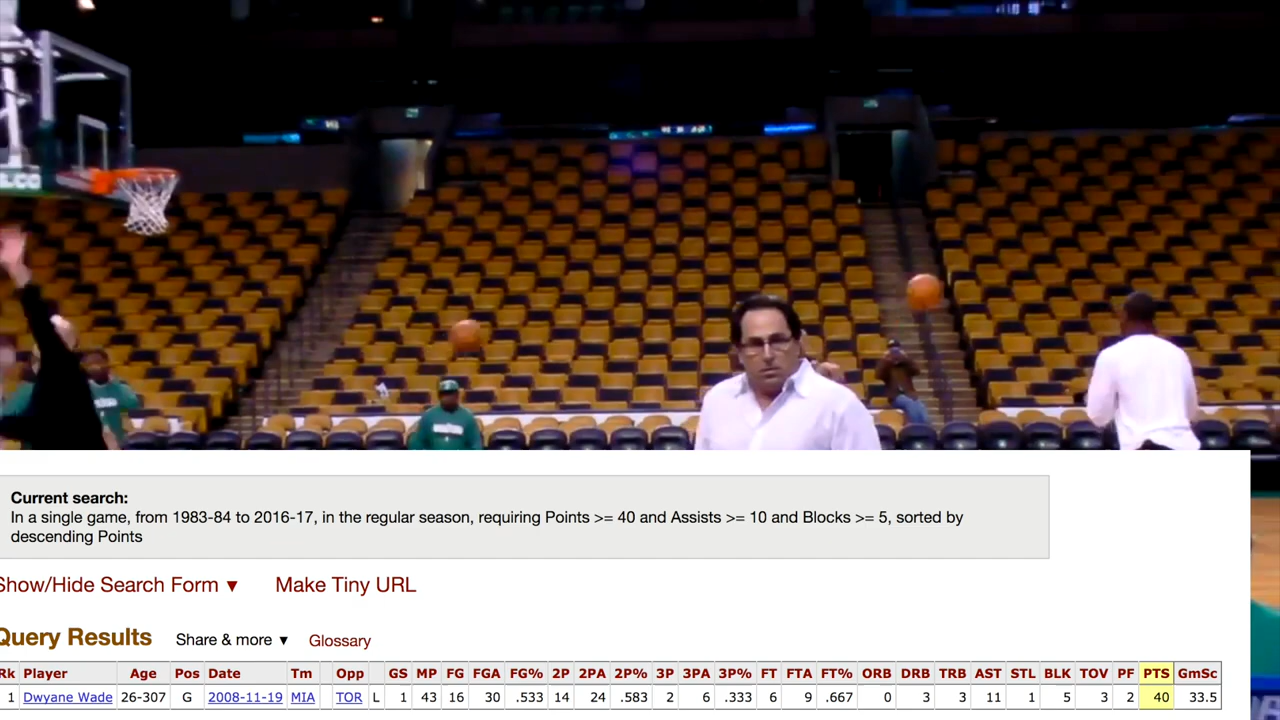 Current search:
In a single game, from 1983-84 to 2016-17, in the regular season, requiring Points >= 40 and Assists >= 10 and Blocks >= 5, sorted by
descending Points
Show/Hide Search Form ▼ Make Tiny URL
Query Results Share & more ▼ Glossary
Rk Player Age Pos Date Tm Opp GS MP FG FGA FG% 2P 2PA 2P% 3P 3PA 3P% FT FTA FT% ORB DRB TRB AST STL BLK TOV PF PTS GmSc
1 Dwyane Wade 26-307 G 2008-11-19 MIA TOR L 1 43 16 30 .533 14 24 .583 2 6 .333 6 9 .667 0 3 3 11 1 5 3 2 40 33.5